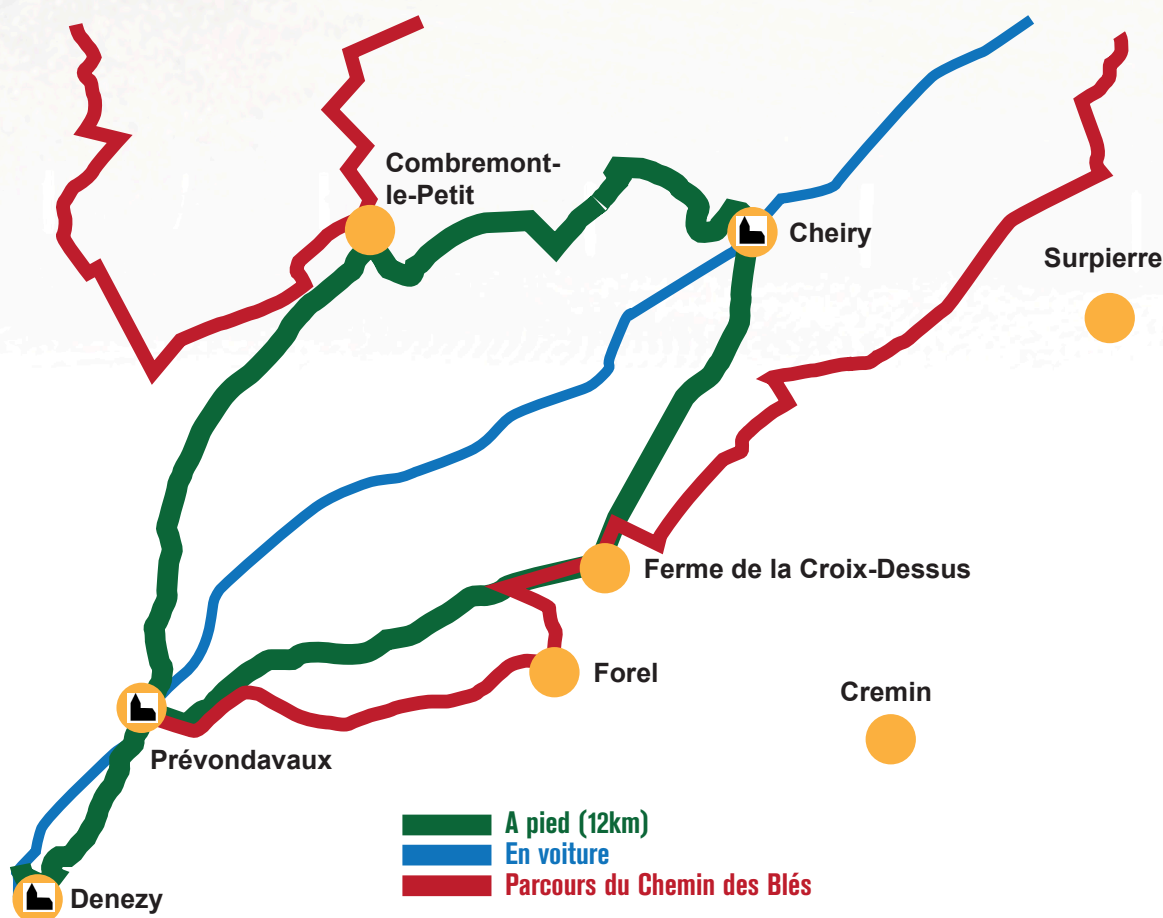 Combremont-
le-Petit
Cheiry
Surpierre
Ferme de la Croix-Dessus
Forel
Cremin
Prévondavaux
A pied (12km)
En voiture
Parcours du Chemin des Blés
Denezy